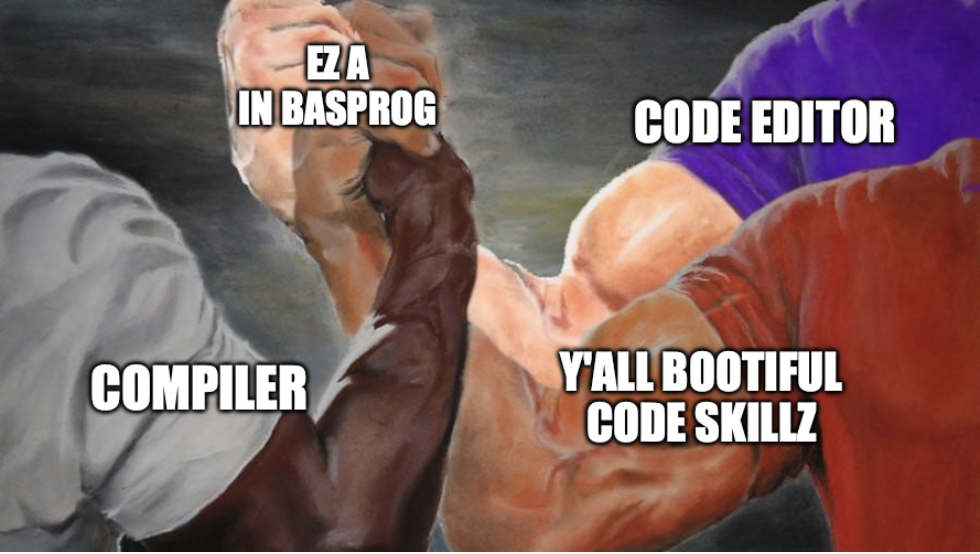 EZ A
IN BASPROG
CODE EDITOR
COMPILER
Y'ALL BOOTIFUL
CODE SKILLZ